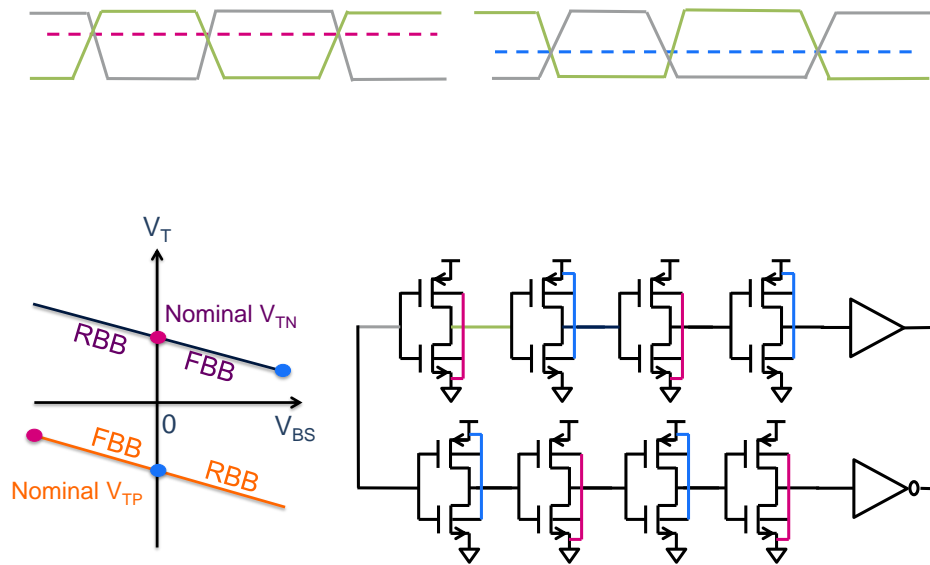 V_T
Nominal V_TN
RBB
FBB
0
V_BS
FBB
RBB
Nominal V_TP